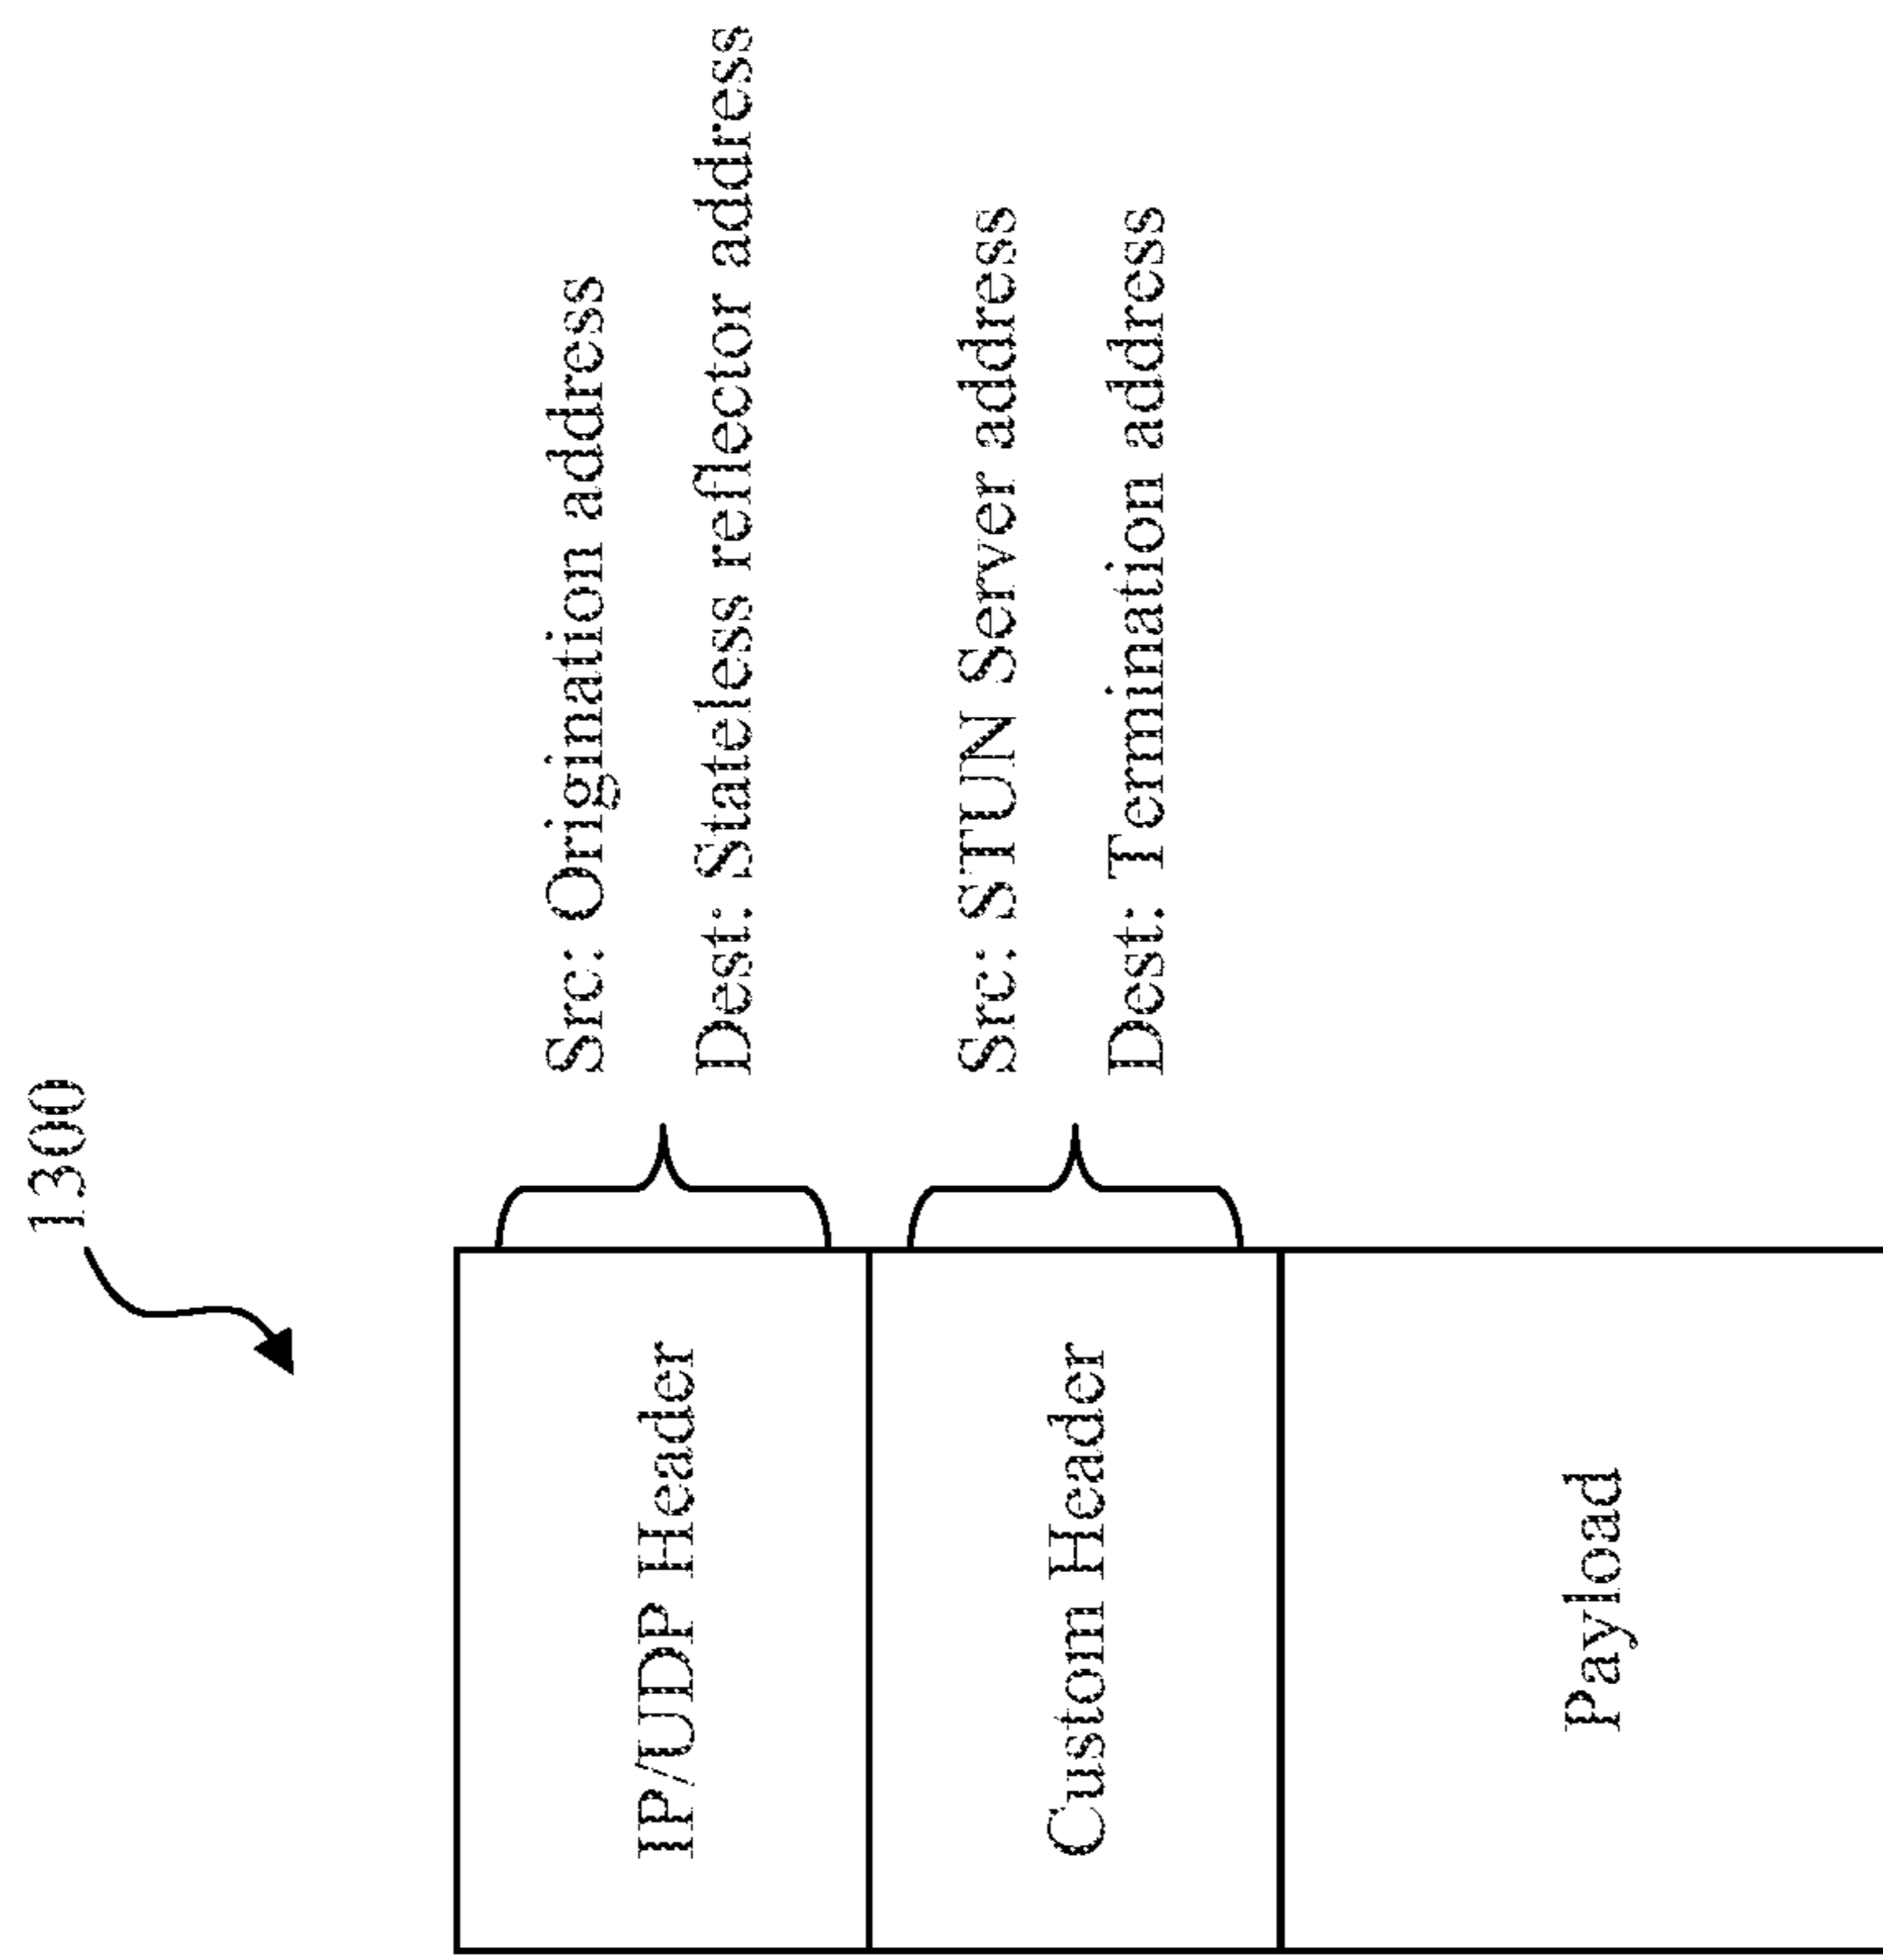 1300
IP/UDP Header
Src: Origination address
Dest: Stateless reflector address
Custom Header
Src: STUN Server address
Dest: Termination address
Payload